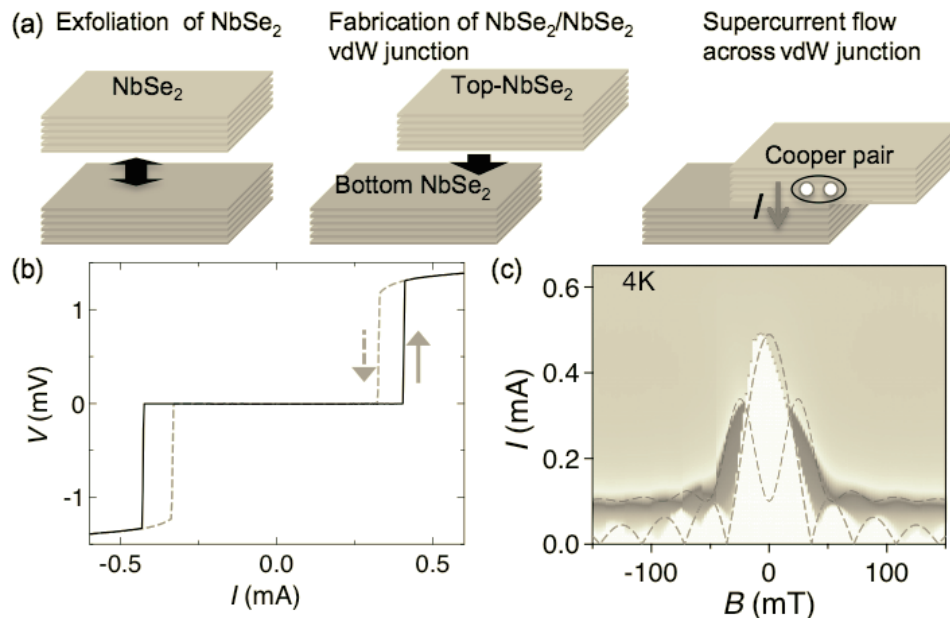 (a) Exfoliation of NbSe₂
Fabrication of NbSe₂/NbSe₂
vdW junction
Supercurrent flow
across vdW junction
NbSe₂
Top-NbSe₂
Bottom NbSe₂
Cooper pair
I
(b)
1
0
-1
V (mV)
-0.5
0.0
0.5
I (mA)
(c)
4K
0.6
0.4
0.2
0.0
I (mA)
-100
0
100
B (mT)